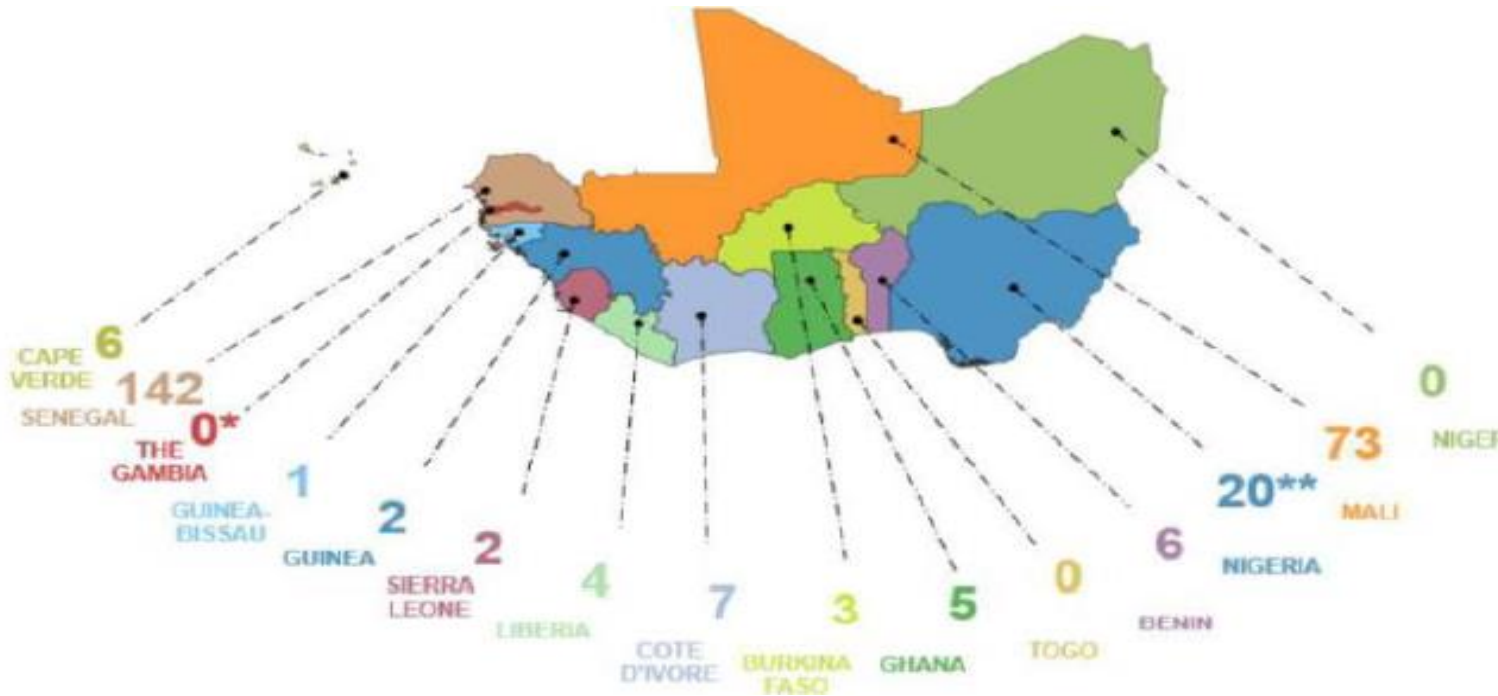 6
CAPE
VERDE
142
SENEGAL
0*
THE
GAMBIA
1
GUINEA-
BISSAU
2
GUINEA
2
SIERRA
LEONE
4
LIBERIA
7
COTE
D'IVORE
3
BURKINA
FASO
5
GHANA
0
TOGO
6
BENIN
20**
NIGERIA
73
MALI
0
NIGER